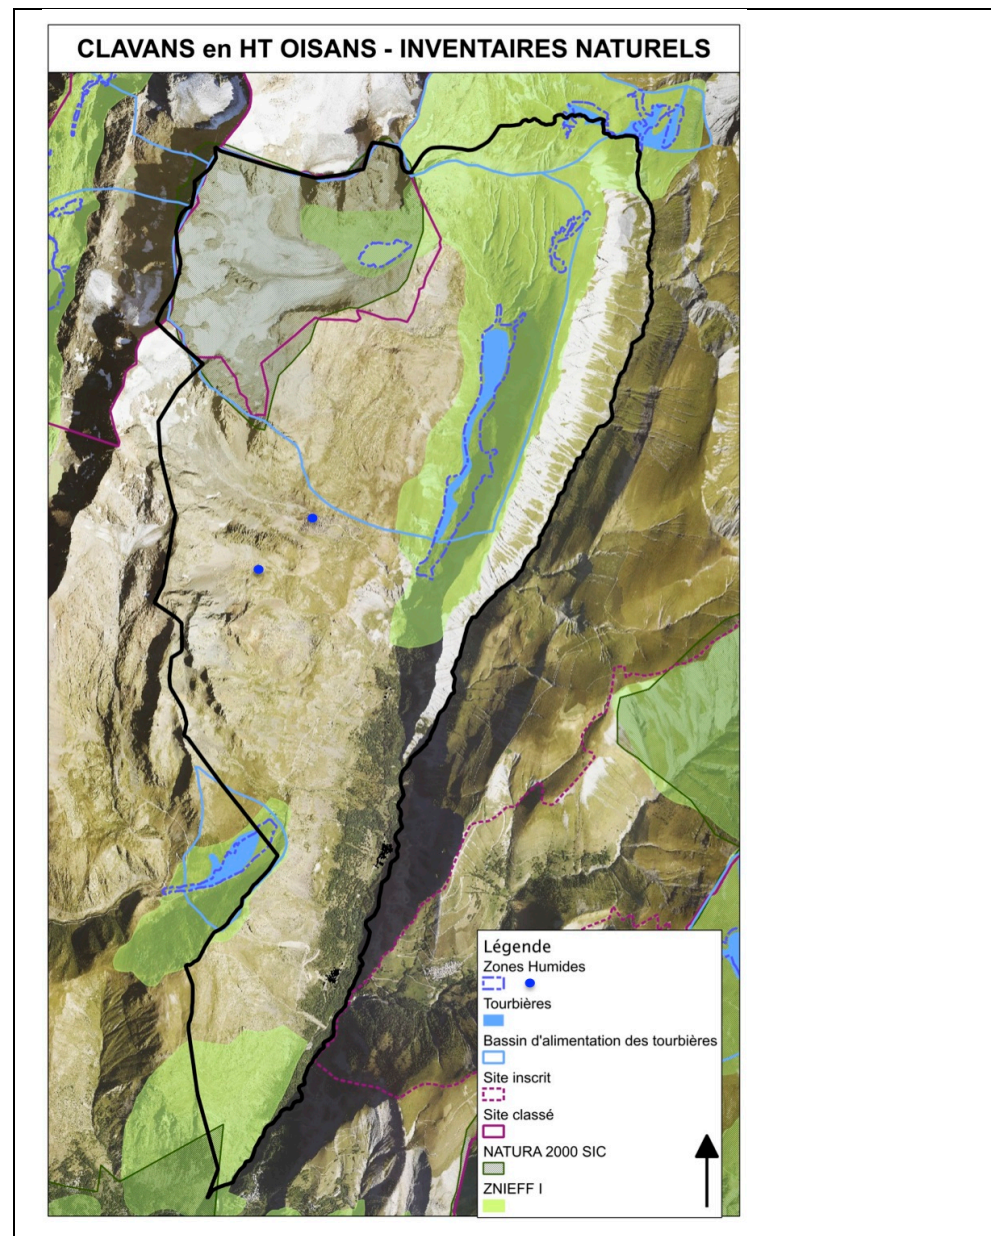 CLAVANS en HT OISANS - INVENTAIRES NATURELS
Légende
Zones Humides
Tourbières
Bassin d'alimentation des tourbières
Site inscrit
Site classé
NATURA 2000 SIC
ZNIEFF I